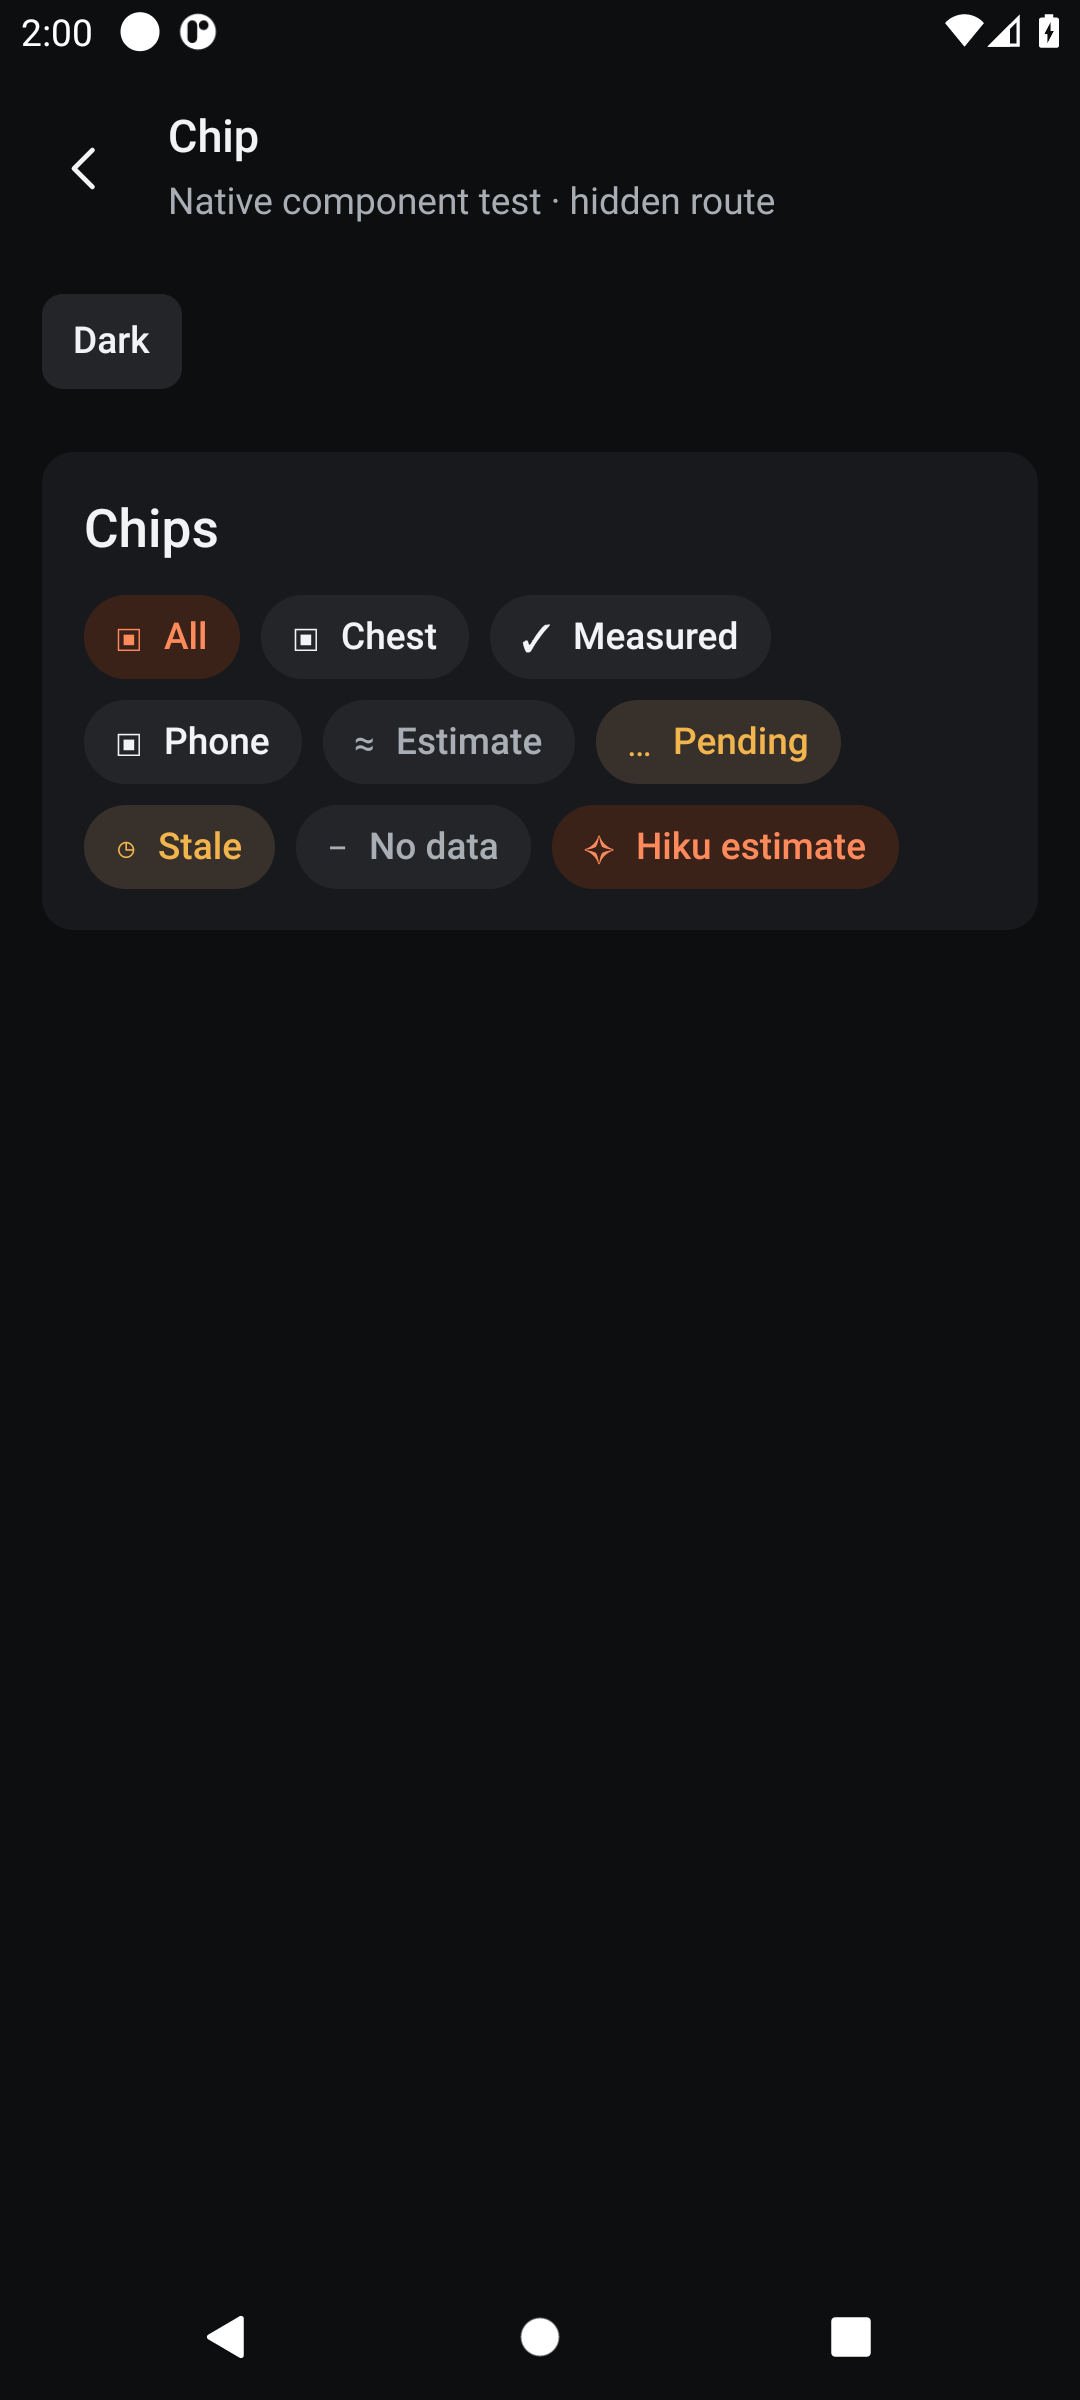 2:00
Chip
Native component test · hidden route
Dark
Chips
▣ All ▣ Chest ✓ Measured
▣ Phone ≈ Estimate … Pending
◷ Stale – No data ✧ Hiku estimate